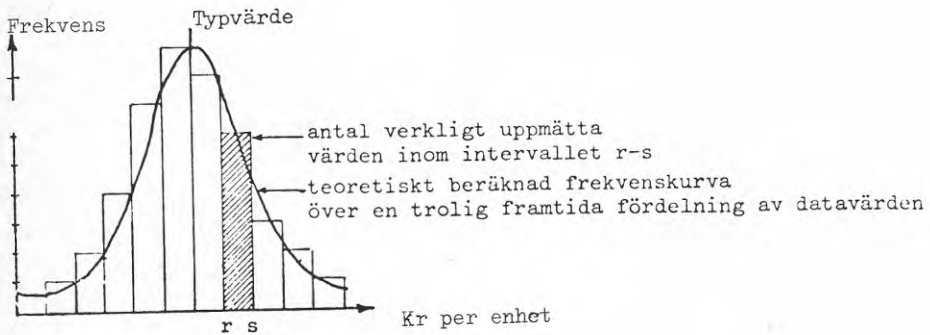 Frekvens
Typvärde
antal verkligt uppmätta
värden inom intervallet r-s
teoretiskt beräknad frekvenskurva
över en trolig framtida fördelning av datavärden
r s
Kr per enhet